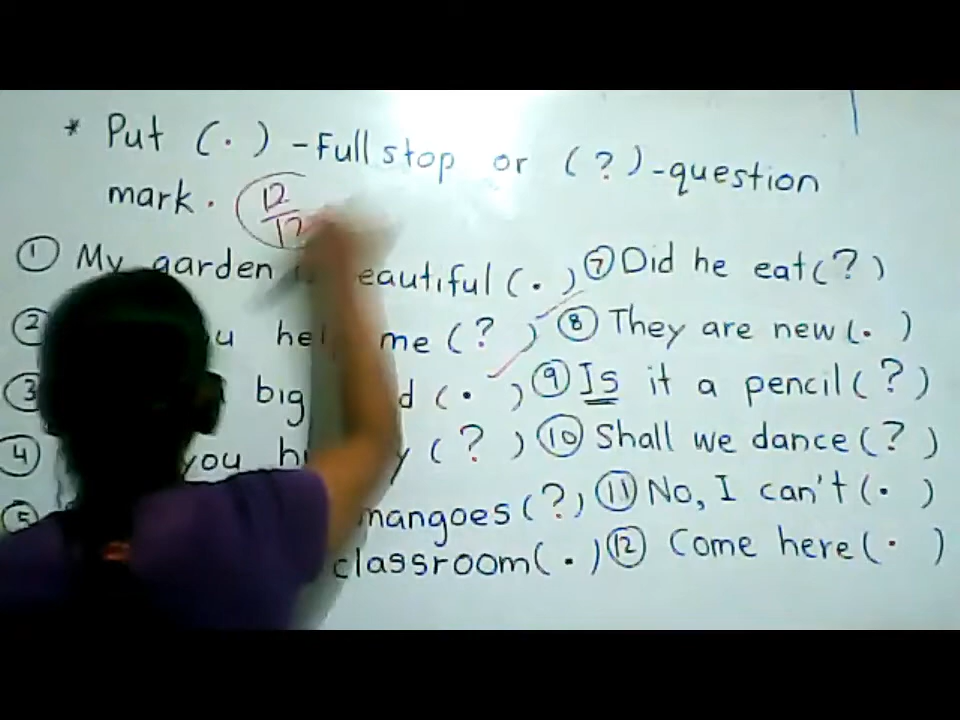 * Put (.) - Full stop or (?) - question
mark. 12/12
① My garden beautiful (.)
② me (?)
③ big (.)
④ you (?)
⑤ mangoes (?)
classroom (.)
⑦ Did he eat (?)
⑧ They are new (.)
⑨ Is it a pencil (?)
⑩ Shall we dance (?)
⑪ No, I can't (.)
⑫ Come here (.)